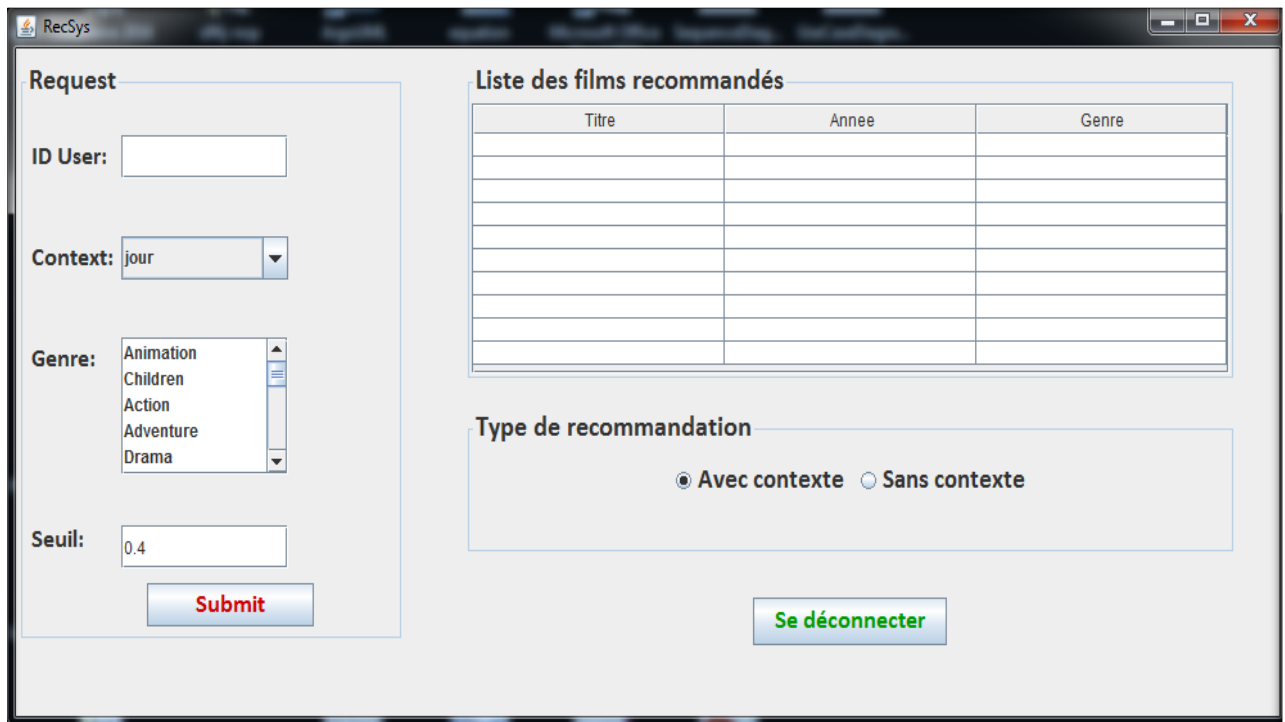 RecSys
Request
ID User:
Context: jour
Genre:
Animation
Children
Action
Adventure
Drama
Seuil: 0.4
Submit
Liste des films recommandés
Titre Annee Genre
Type de recommandation
Avec contexte Sans contexte
Se déconnecter